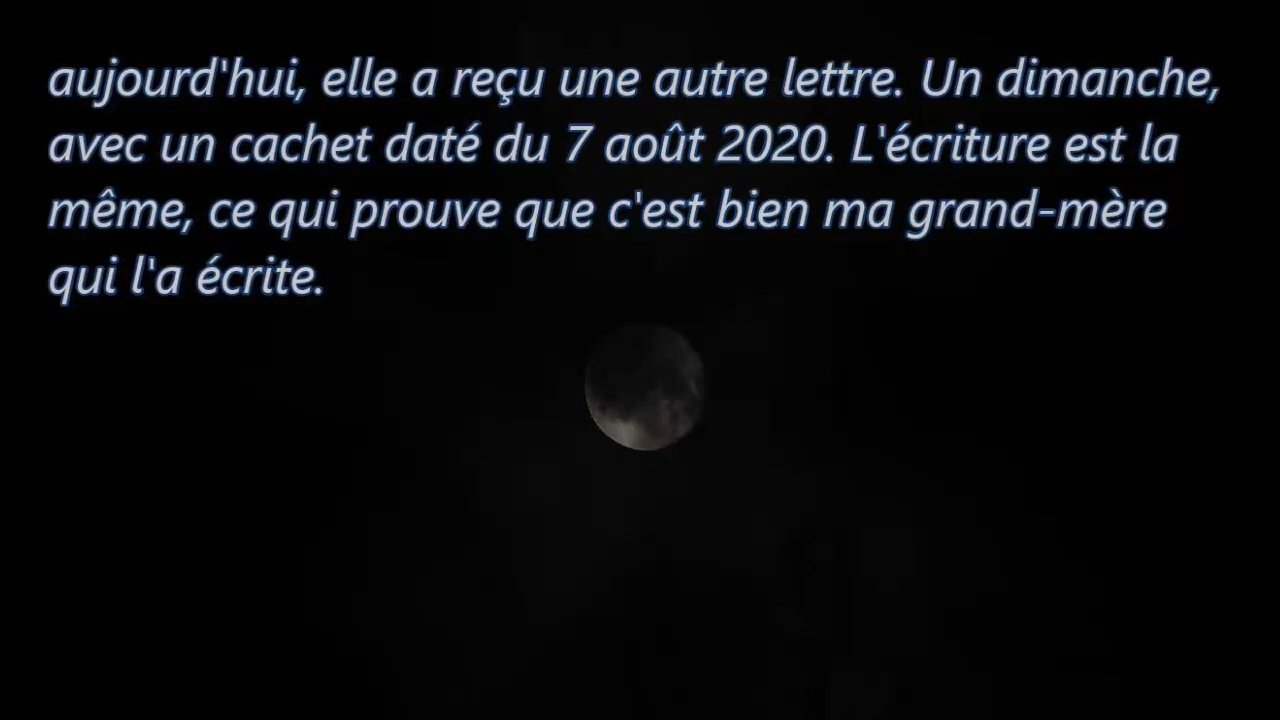 aujourd'hui, elle a reçu une autre lettre. Un dimanche,
avec un cachet daté du 7 août 2020. L'écriture est la
même, ce qui prouve que c'est bien ma grand-mère
qui l'a écrite.